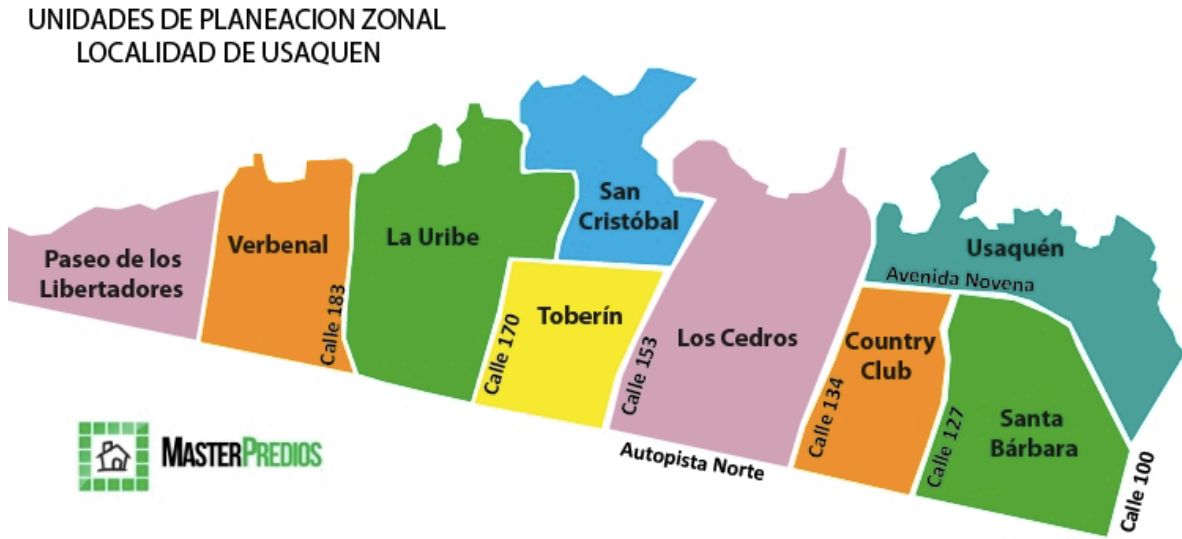 UNIDADES DE PLANEACION ZONAL
LOCALIDAD DE USAQUEN
Paseo de los
Libertadores
Verbenal
Calle 183
La Uribe
San
Cristóbal
Calle 170
Toberín
Calle 153
Los Cedros
Autopista Norte
Calle 134
Country
Club
Usaquén
Avenida Novena
Calle 127
Santa
Bárbara
Calle 100
MASTERPREDIOS